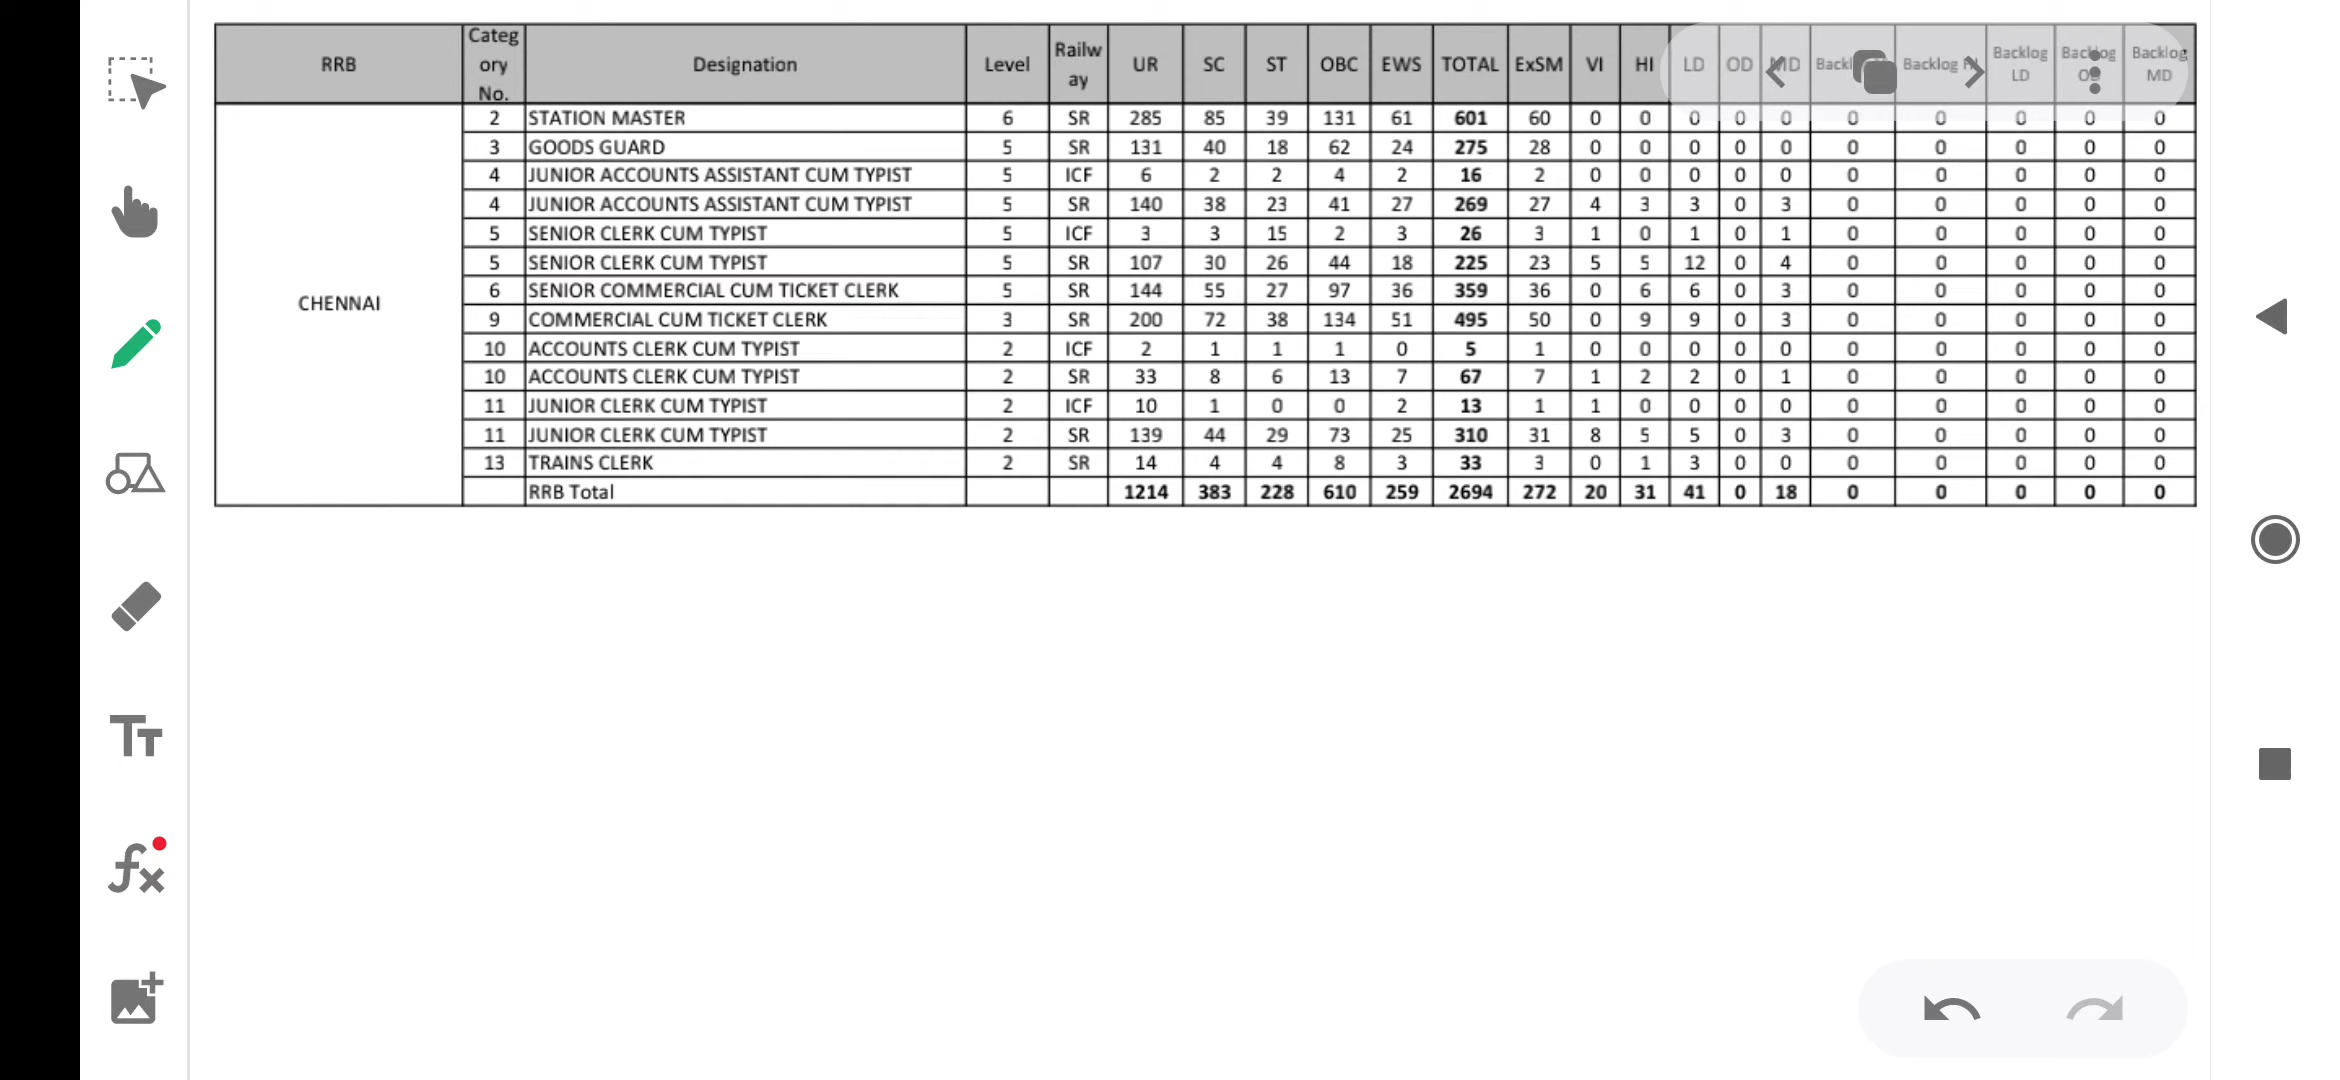 RRB Category No. Designation Level Railway UR SC ST OBC EWS TOTAL ExSM VI HI LD OD MD Backlog Backlog LD Backlog Backlog MD
CHENNAI
2 STATION MASTER 6 SR 285 85 39 131 61 601 60 0 0 0 0 0 0 0 0 0 0
3 GOODS GUARD 5 SR 131 40 18 62 24 275 28 0 0 0 0 0 0 0 0 0 0
4 JUNIOR ACCOUNTS ASSISTANT CUM TYPIST 5 ICF 6 2 2 4 2 16 2 0 0 0 0 0 0 0 0 0 0
4 JUNIOR ACCOUNTS ASSISTANT CUM TYPIST 5 SR 140 38 23 41 27 269 27 4 3 3 0 3 0 0 0 0 0
5 SENIOR CLERK CUM TYPIST 5 ICF 3 3 15 2 3 26 3 1 0 1 0 1 0 0 0 0 0
5 SENIOR CLERK CUM TYPIST 5 SR 107 30 26 44 18 225 23 5 5 12 0 4 0 0 0 0 0
6 SENIOR COMMERCIAL CUM TICKET CLERK 5 SR 144 55 27 97 36 359 36 0 6 6 0 3 0 0 0 0 0
9 COMMERCIAL CUM TICKET CLERK 3 SR 200 72 38 134 51 495 50 0 9 9 0 3 0 0 0 0 0
10 ACCOUNTS CLERK CUM TYPIST 2 ICF 2 1 1 1 0 5 1 0 0 0 0 0 0 0 0 0 0
10 ACCOUNTS CLERK CUM TYPIST 2 SR 33 8 6 13 7 67 7 1 2 2 0 1 0 0 0 0 0
11 JUNIOR CLERK CUM TYPIST 2 ICF 10 1 0 0 2 13 1 1 0 0 0 0 0 0 0 0 0
11 JUNIOR CLERK CUM TYPIST 2 SR 139 44 29 73 25 310 31 8 5 5 0 3 0 0 0 0 0
13 TRAINS CLERK 2 SR 14 4 4 8 3 33 3 0 1 3 0 0 0 0 0 0 0
RRB Total 1214 383 228 610 259 2694 272 20 31 41 0 18 0 0 0 0 0
Tт
fx